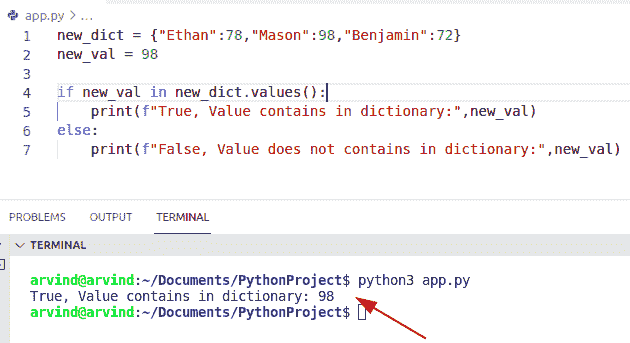 app.py > ...
1 new_dict = {"Ethan":78,"Mason":98,"Benjamin":72}
2 new_val = 98
3
4 if new_val in new_dict.values():
5     print(f"True, Value contains in dictionary:",new_val)
6 else:
7     print(f"False, Value does not contains in dictionary:",new_val)
PROBLEMS OUTPUT TERMINAL
TERMINAL
arvind@arvind:~/Documents/PythonProject$ python3 app.py
True, Value contains in dictionary: 98
arvind@arvind:~/Documents/PythonProject$